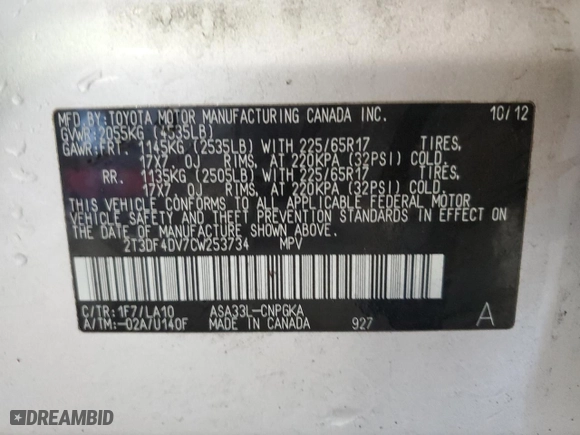 MFD.BY:TOYOTA MOTOR MANUFACTURING CANADA INC. 10/12
GVWR:2055KG (4535LB)
GAWR:FRT. 1145KG (2535LB) WITH 225/65R17 TIRES,
17X7 0J RIMS, AT 220KPA (32PSI) COLD.
RR. 1135KG (2505LB) WITH 225/65R17 TIRES,
17X7 0J RIMS, AT 220KPA (32PSI) COLD.
THIS VEHICLE CONFORMS TO ALL APPLICABLE FEDERAL MOTOR
VEHICLE SAFETY AND THEFT PREVENTION STANDARDS IN EFFECT
ON THE DATE OF MANUFACTURE SHOWN ABOVE.
2T3DF4DV7CW253734 MPV
C/TR:1F7/LA10 ASA33L-CNPGKA
A/TM:-02A/U140F MADE IN CANADA 927 A
DREAMBID